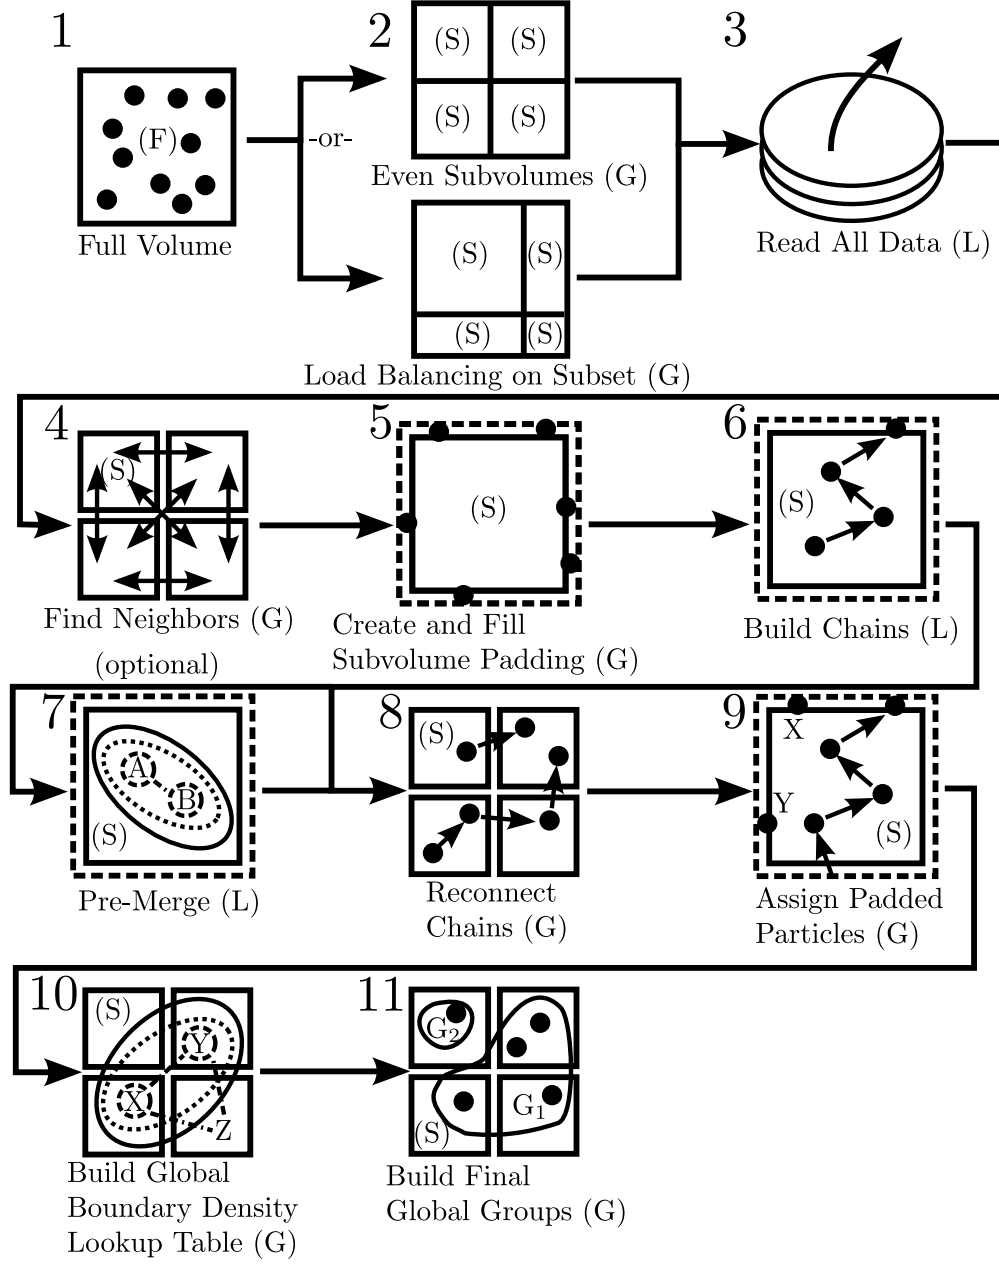 1
(F)
Full Volume
-or-
2
(S) (S)
(S) (S)
Even Subvolumes (G)
(S) (S)
(S) (S)
Load Balancing on Subset (G)
3
Read All Data (L)
4
(S)
Find Neighbors (G)
(optional)
5
(S)
Create and Fill
Subvolume Padding (G)
6
(S)
Build Chains (L)
7
A
B
(S)
Pre-Merge (L)
8
(S)
Reconnect
Chains (G)
9
X
Y
(S)
Assign Padded
Particles (G)
10
(S)
Y
X
Z
Build Global
Boundary Density
Lookup Table (G)
11
G2
G1
(S)
Build Final
Global Groups (G)